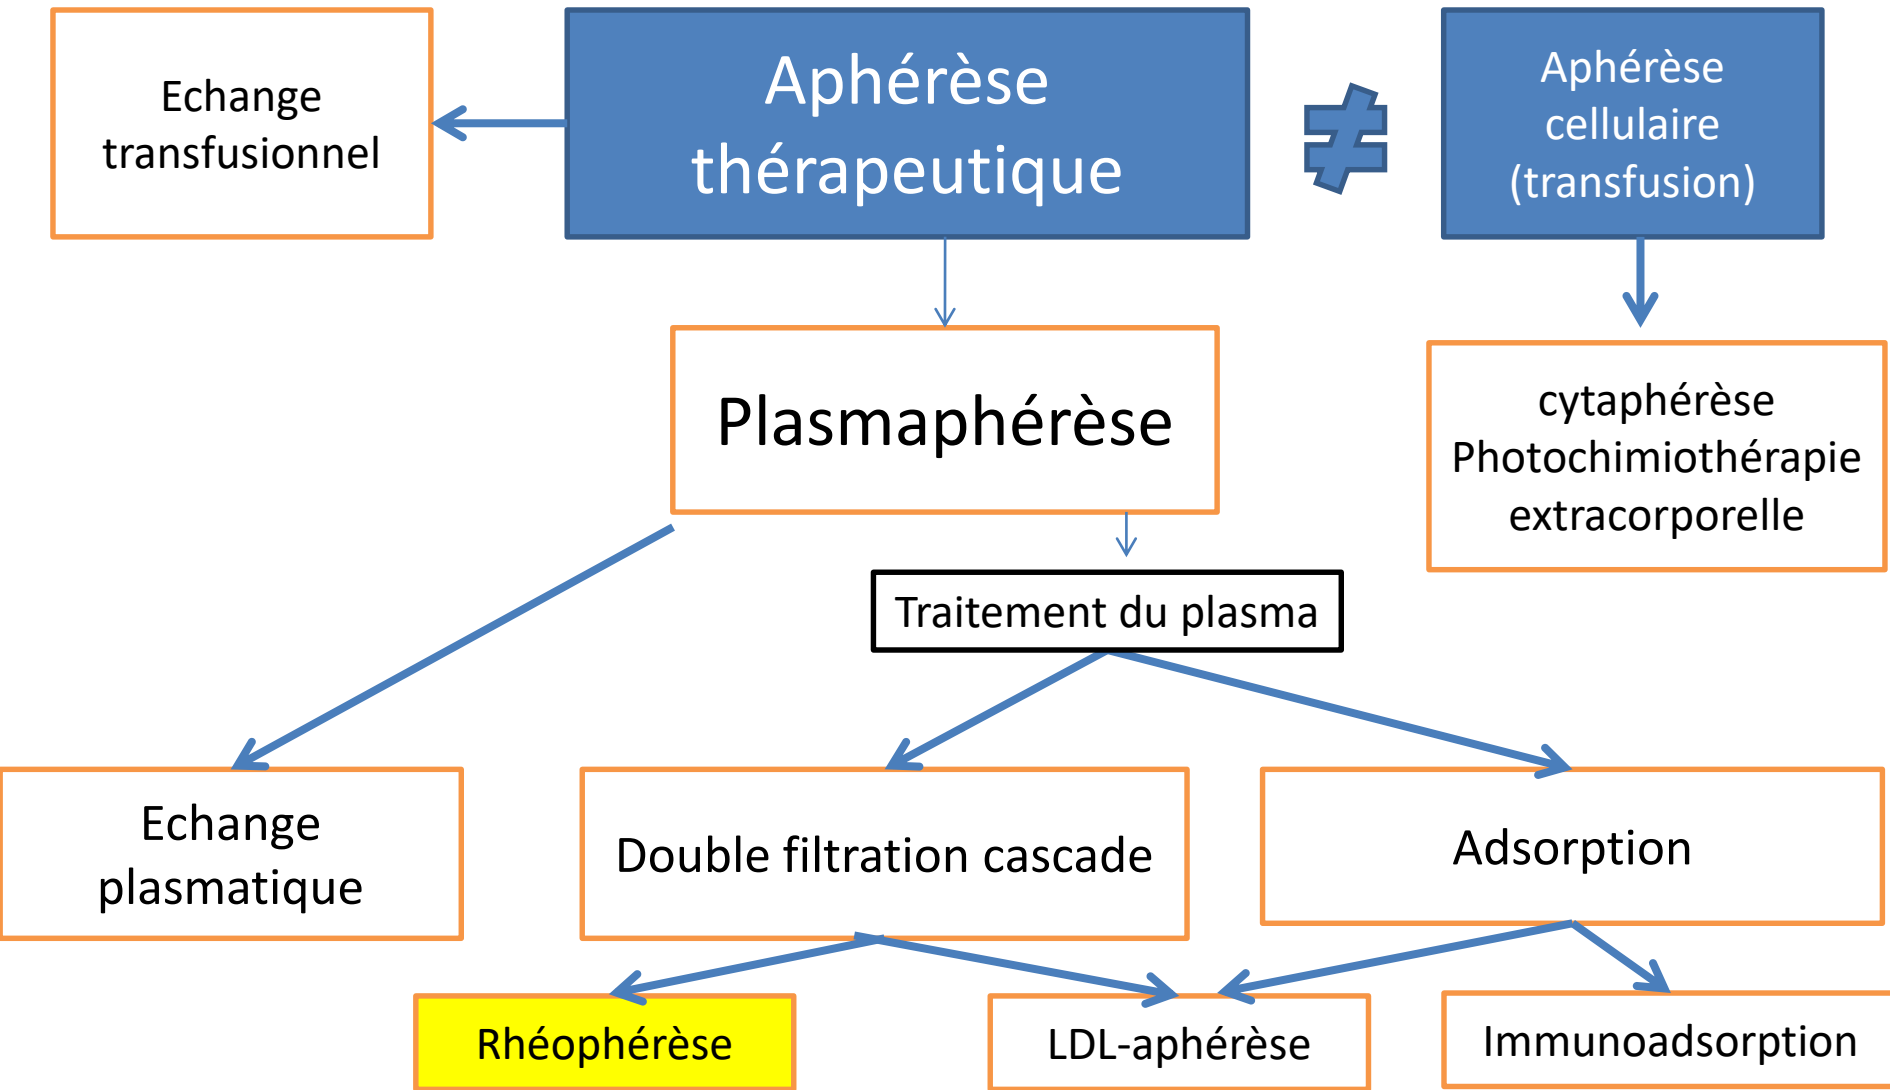 Echange
transfusionnel
Aphérèse
thérapeutique
≠
Aphérèse
cellulaire
(transfusion)
Plasmaphérèse
cytaphérèse
Photochimiothérapie
extracorporelle
Traitement du plasma
Echange
plasmatique
Double filtration cascade
Adsorption
Rhéophérèse
LDL-aphérèse
Immunoadsorption